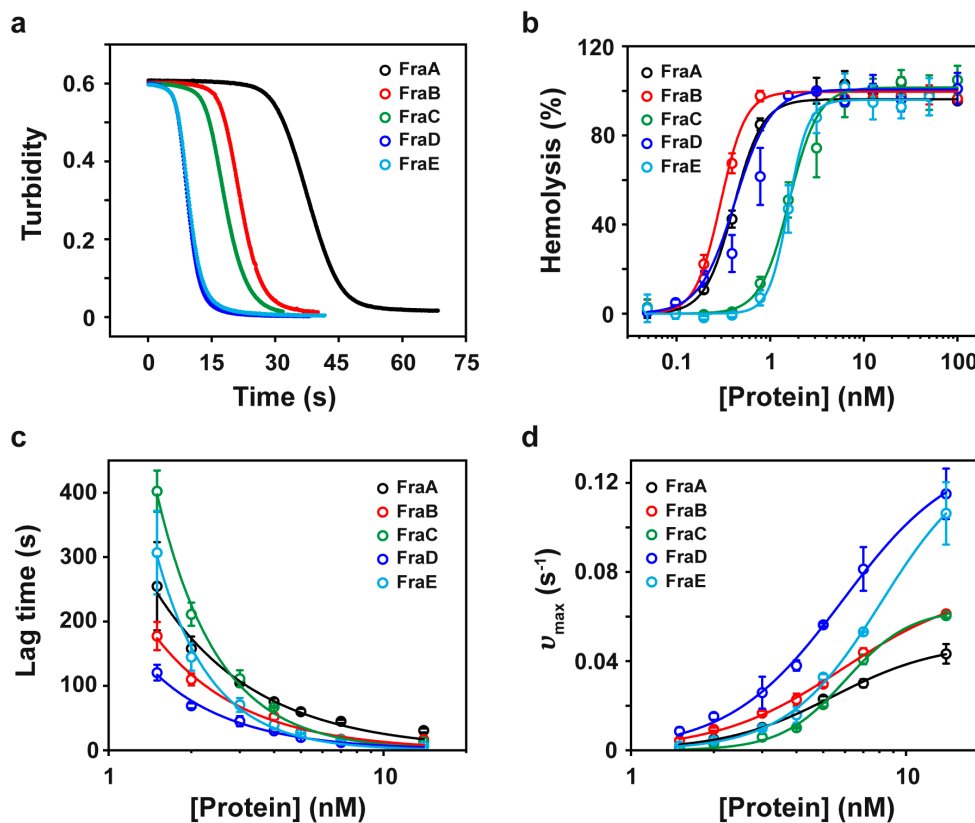 a
0.6
0.4
0.2
0
Turbidity
0 15 30 45 60 75
Time (s)
FraA
FraB
FraC
FraD
FraE
b
120
80
40
0
Hemolysis (%)
0.1 1 10 100
[Protein] (nM)
FraA
FraB
FraC
FraD
FraE
c
400
300
200
100
0
Lag time (s)
1 10
[Protein] (nM)
FraA
FraB
FraC
FraD
FraE
d
0.12
0.08
0.04
0
υmax (s⁻¹)
1 10
[Protein] (nM)
FraA
FraB
FraC
FraD
FraE